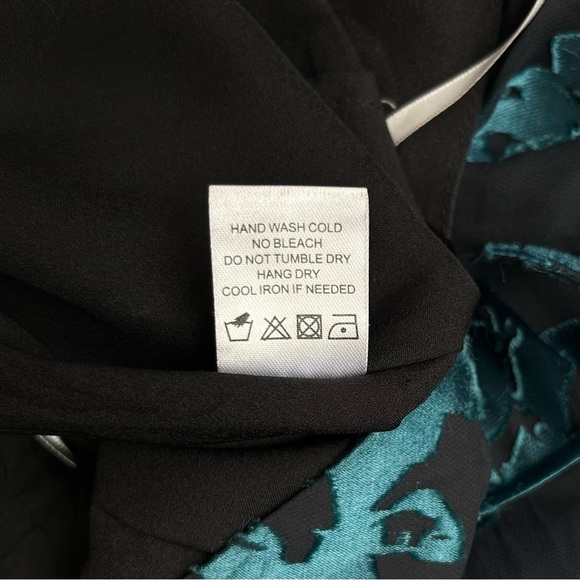 HAND WASH COLD
NO BLEACH
DO NOT TUMBLE DRY
HANG DRY
COOL IRON IF NEEDED